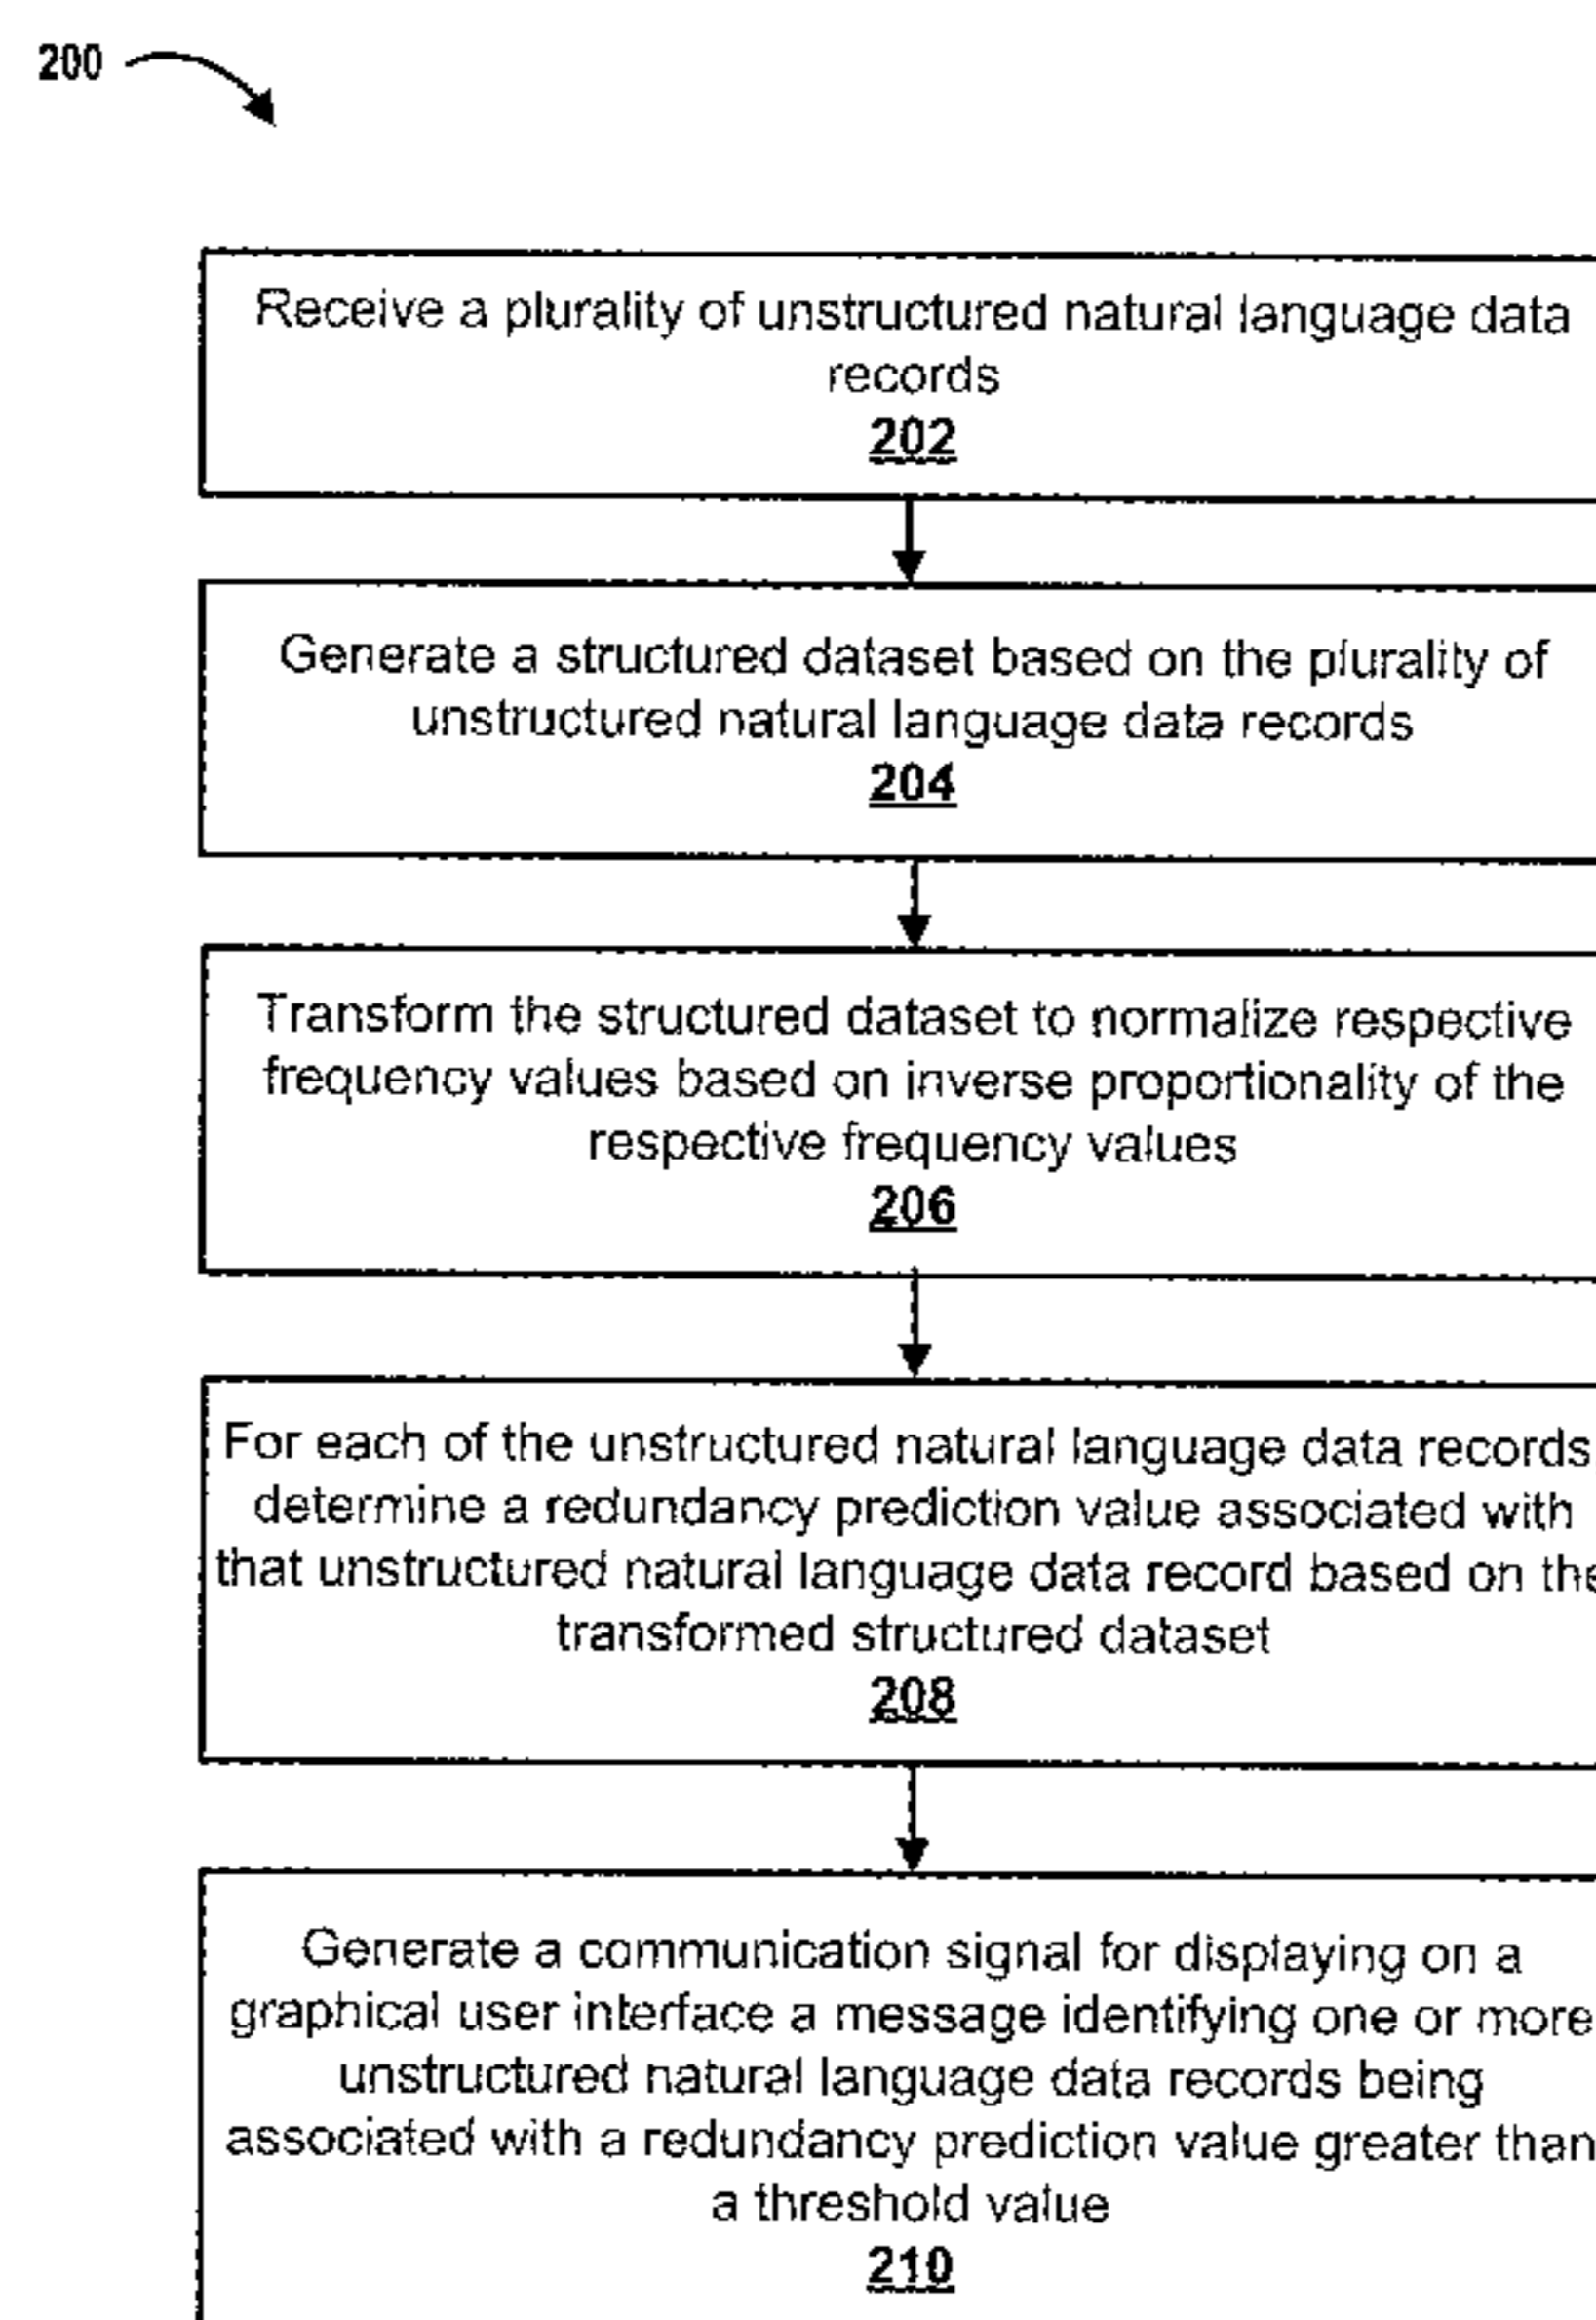 200
Receive a plurality of unstructured natural language data
records
202
Generate a structured dataset based on the plurality of
unstructured natural language data records
204
Transform the structured dataset to normalize respective
frequency values based on inverse proportionality of the
respective frequency values
206
For each of the unstructured natural language data records
determine a redundancy prediction value associated with
that unstructured natural language data record based on the
transformed structured dataset
208
Generate a communication signal for displaying on a
graphical user interface a message identifying one or more
unstructured natural language data records being
associated with a redundancy prediction value greater than
a threshold value
210